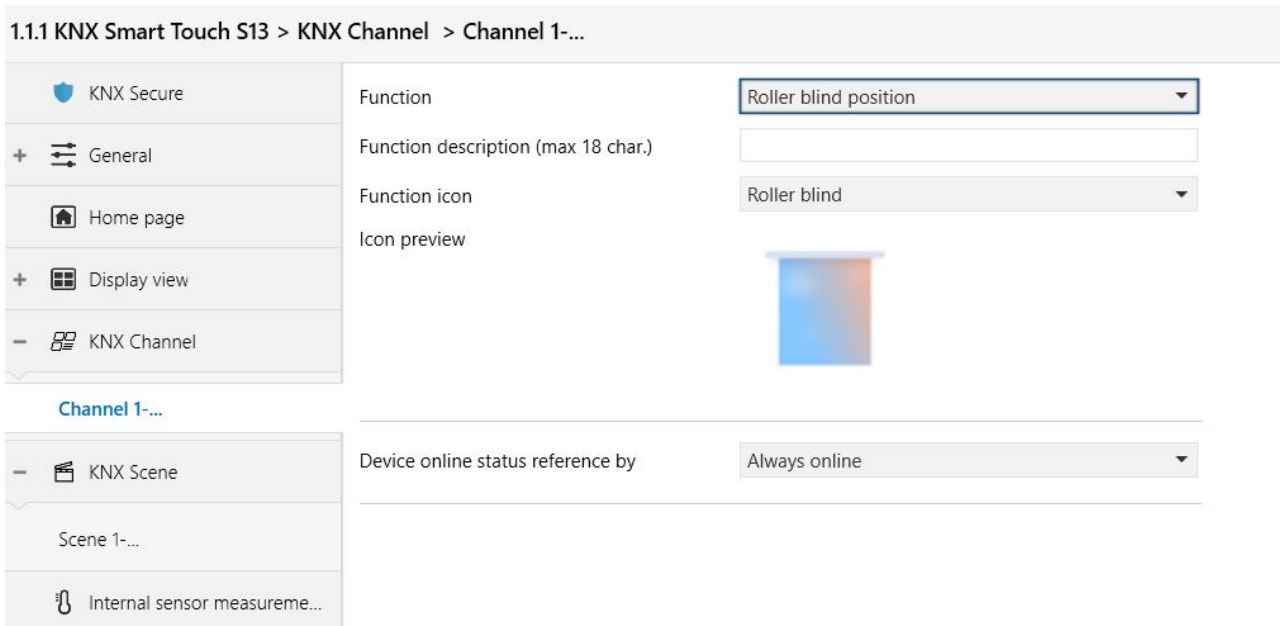 1.1.1 KNX Smart Touch S13 > KNX Channel > Channel 1-...
KNX Secure
+ General
Home page
+ Display view
− KNX Channel
Channel 1-...
− KNX Scene
Scene 1-...
Internal sensor measureme...
Function Roller blind position
Function description (max 18 char.)
Function icon Roller blind
Icon preview
Device online status reference by Always online